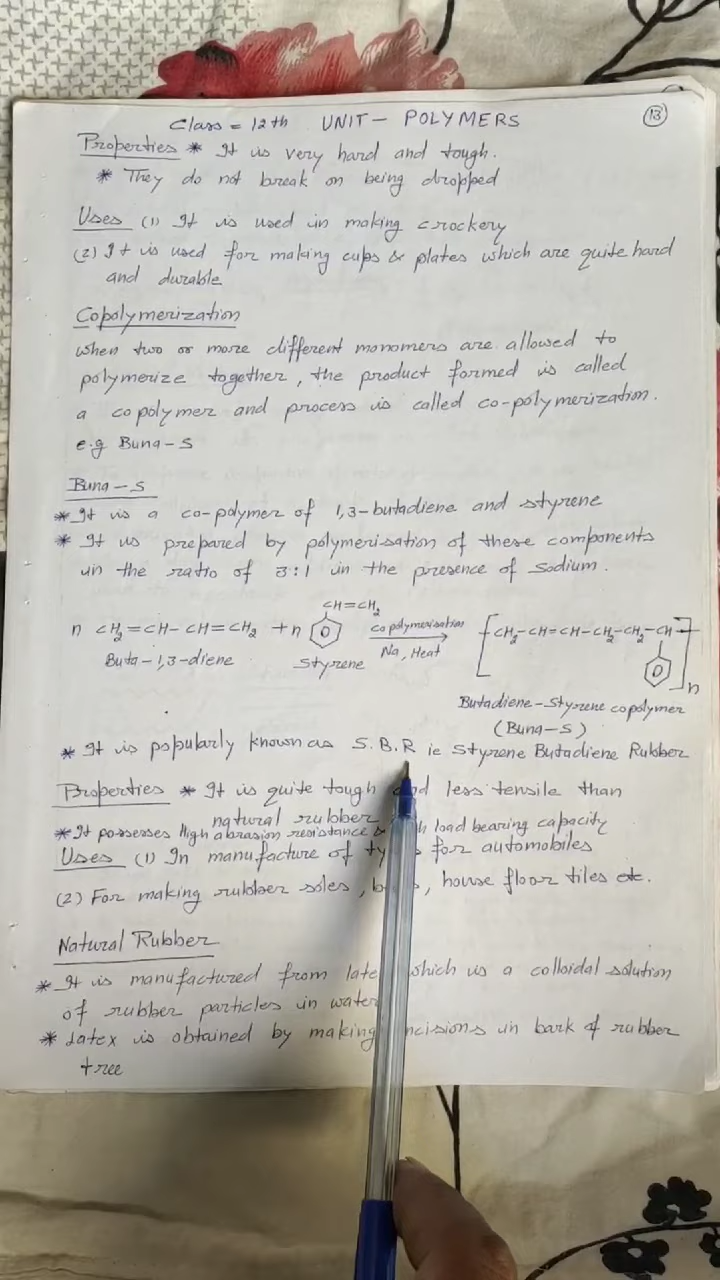 Class = 12th UNIT - POLYMERS
13
Properties * It is very hard and tough.
* They do not break on being dropped
Uses (1) It is used in making crockery
(2) It is used for making cups & plates which are quite hard
and durable
Copolymerization
when two or more different monomers are allowed to
polymerize together, the product formed is called
a copolymer and process is called co-polymerization.
e.g Buna-S
Buna-S
* It is a co-polymer of 1,3-butadiene and styrene
* It is prepared by polymerisation of these components
in the ratio of 3:1 in the presence of Sodium.
CH=CH2
n CH2=CH-CH=CH2 + n copolymerisation [-CH2-CH=CH-CH2-CH2-CH-]n
Na, Heat
Buta-1,3-diene Styrene
Butadiene-Styrene copolymer
(Buna-S)
* It is popularly known as S.B.R ie Styrene Butadiene Rubber
Properties * It is quite tough and less tensile than
natural rubber
* It possesses High abrasion resistance & load bearing capacity
Uses (1) In manufacture of for automobiles
(2) For making rubber soles, house floor tiles etc.
Natural Rubber
* It is manufactured from which is a colloidal solution
of rubber particles in water
* Latex is obtained by making incisions in bark of rubber
tree